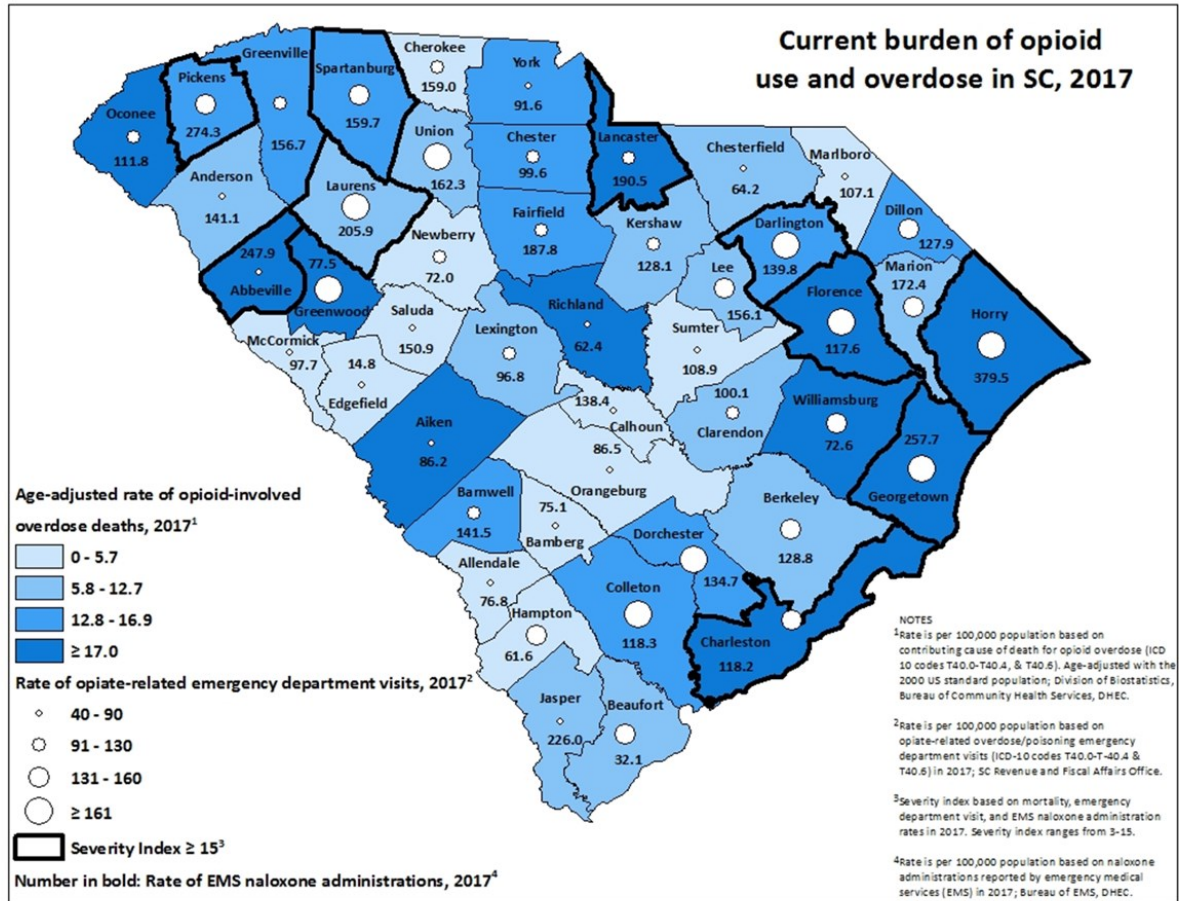 Current burden of opioid
use and overdose in SC, 2017
Cherokee
159.0
York
91.6
Greenville
156.7
Spartanburg
159.7
Pickens
274.3
Oconee
111.8
Union
162.3
Chester
99.6
Lancaster
190.5
Chesterfield
64.2
Marlboro
107.1
Anderson
141.1
Laurens
205.9
Fairfield
187.8
Kershaw
128.1
Darlington
139.8
Dillon
127.9
Newberry
72.0
Lee
156.1
Marion
172.4
247.9
Abbeville
77.5
Greenwood
Florence
117.6
Horry
379.5
Saluda
150.9
Richland
62.4
Lexington
96.8
Sumter
108.9
McCormick
97.7
14.8
Edgefield
138.4
Calhoun
100.1
Clarendon
Williamsburg
72.6
257.7
Georgetown
Aiken
86.2
86.5
Orangeburg
Berkeley
128.8
Barnwell
141.5
75.1
Bamberg
Dorchester
134.7
Allendale
76.8
Colleton
118.3
Hampton
61.6
Charleston
118.2
Jasper
226.0
Beaufort
32.1
Age-adjusted rate of opioid-involved
overdose deaths, 2017¹
0 - 5.7
5.8 - 12.7
12.8 - 16.9
≥ 17.0
Rate of opiate-related emergency department visits, 2017²
40 - 90
91 - 130
131 - 160
≥ 161
Severity Index ≥ 15³
Number in bold: Rate of EMS naloxone administrations, 2017⁴
NOTES
¹Rate is per 100,000 population based on
contributing cause of death for opioid overdose (ICD
10 codes T40.0-T40.4, & T40.6). Age-adjusted with the
2000 US standard population; Division of Biostatistics,
Bureau of Community Health Services, DHEC.
²Rate is per 100,000 population based on
opiate-related overdose/poisoning emergency
department visits (ICD-10 codes T40.0-T-40.4 &
T40.6) in 2017; SC Revenue and Fiscal Affairs Office.
³Severity index based on mortality, emergency
department visit, and EMS naloxone administration
rates in 2017. Severity index ranges from 3-15.
⁴Rate is per 100,000 population based on naloxone
administrations reported by emergency medical
services (EMS) in 2017; Bureau of EMS, DHEC.